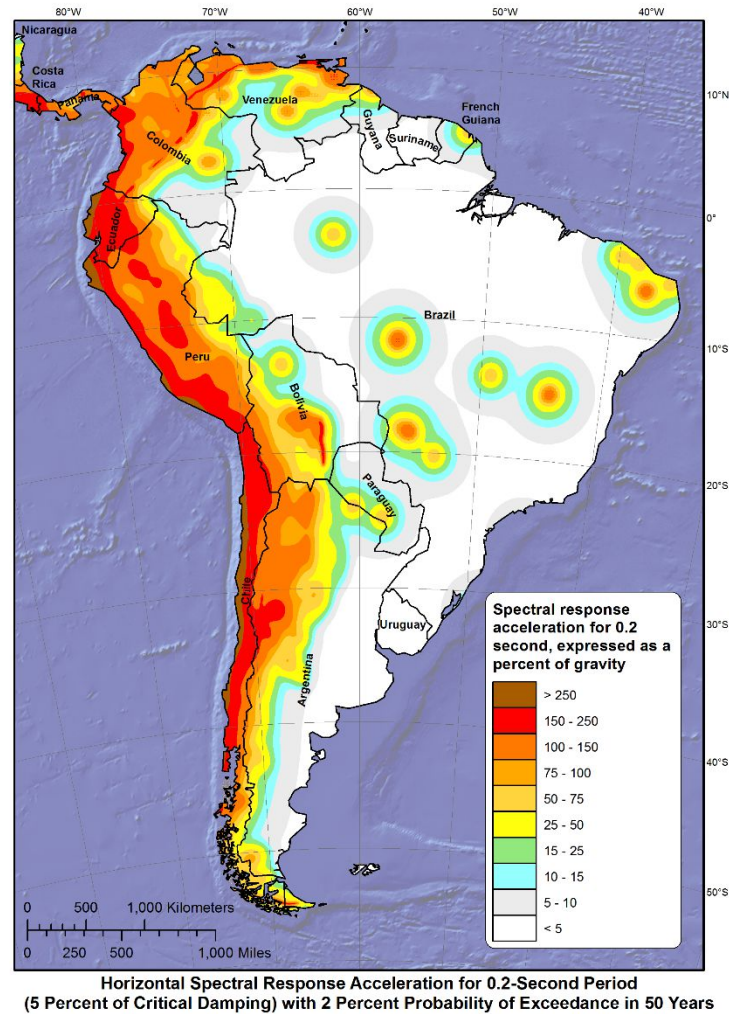 80°W 70°W 60°W 50°W 40°W
Nicaragua
Costa
Rica
Panama
10°N
Venezuela
French
Guiana
Guyana
Suriname
Colombia
0°
Ecuador
Brazil
10°S
Peru
Bolivia
20°S
Paraguay
Chile
30°S
Uruguay
Argentina
40°S
50°S
Spectral response
acceleration for 0.2
second, expressed as a
percent of gravity
> 250
150 - 250
100 - 150
75 - 100
50 - 75
25 - 50
15 - 25
10 - 15
5 - 10
< 5
0 500 1,000 Kilometers
0 250 500 1,000 Miles
Horizontal Spectral Response Acceleration for 0.2-Second Period
(5 Percent of Critical Damping) with 2 Percent Probability of Exceedance in 50 Years